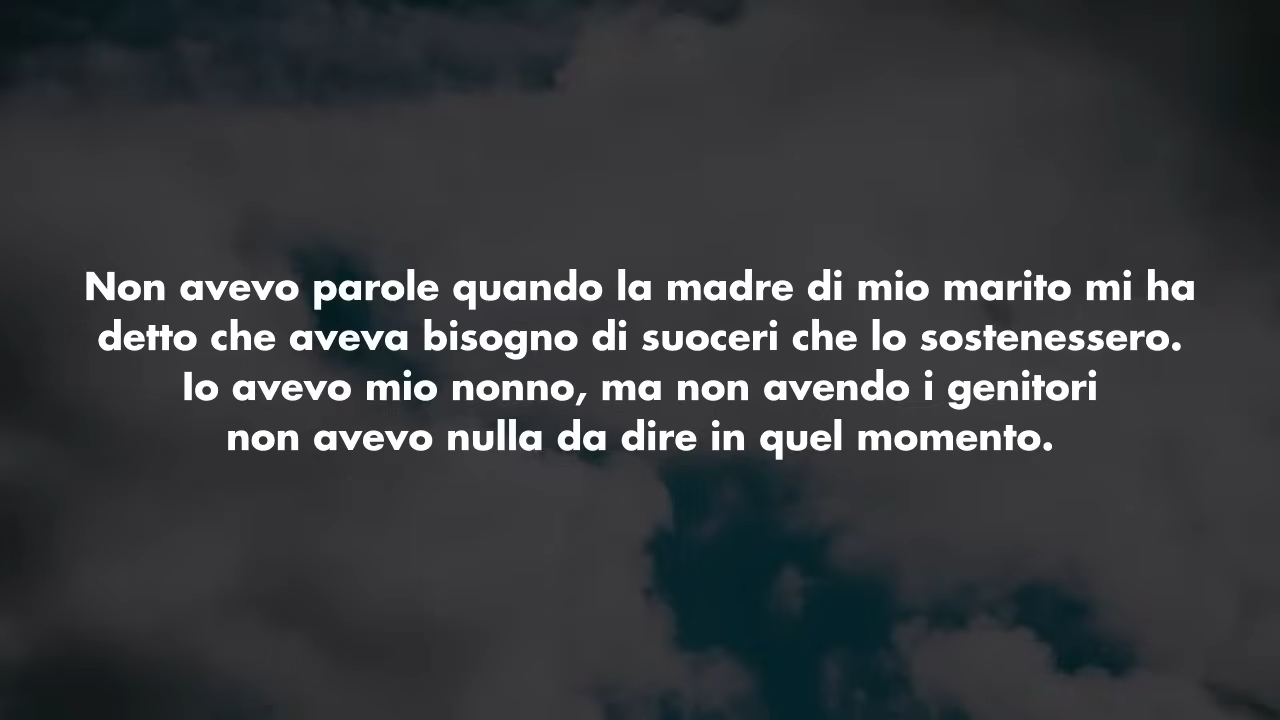 Non avevo parole quando la madre di mio marito mi ha
detto che aveva bisogno di suoceri che lo sostenessero.
Io avevo mio nonno, ma non avendo i genitori
non avevo nulla da dire in quel momento.